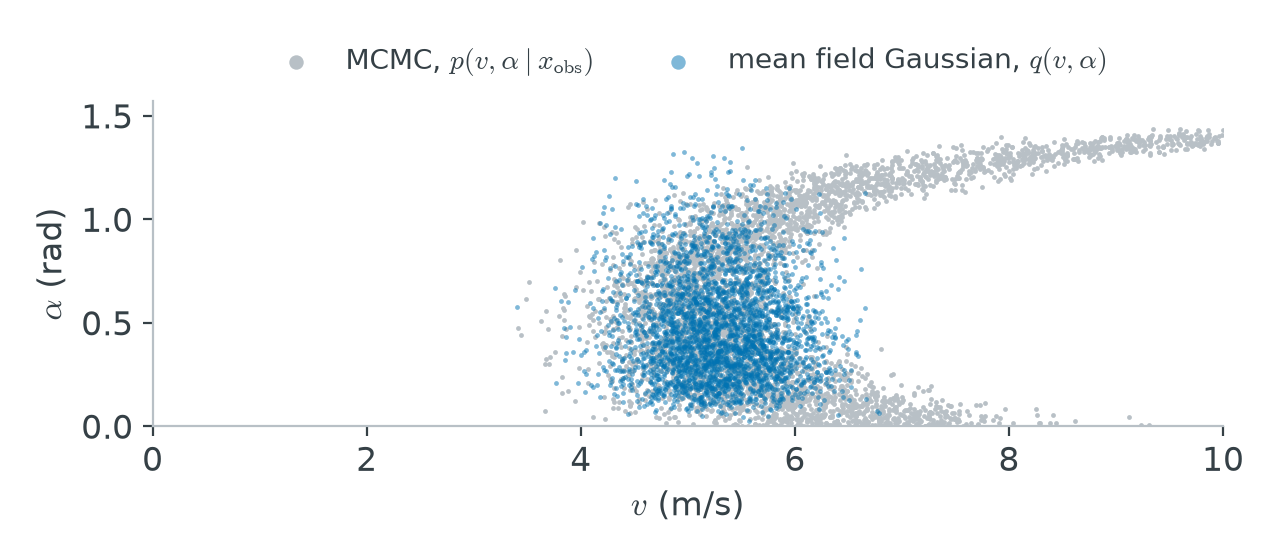 MCMC, p(v, α | x_obs) mean field Gaussian, q(v, α)
1.5
1.0
0.5
0.0
α (rad)
0 2 4 6 8 10
v (m/s)